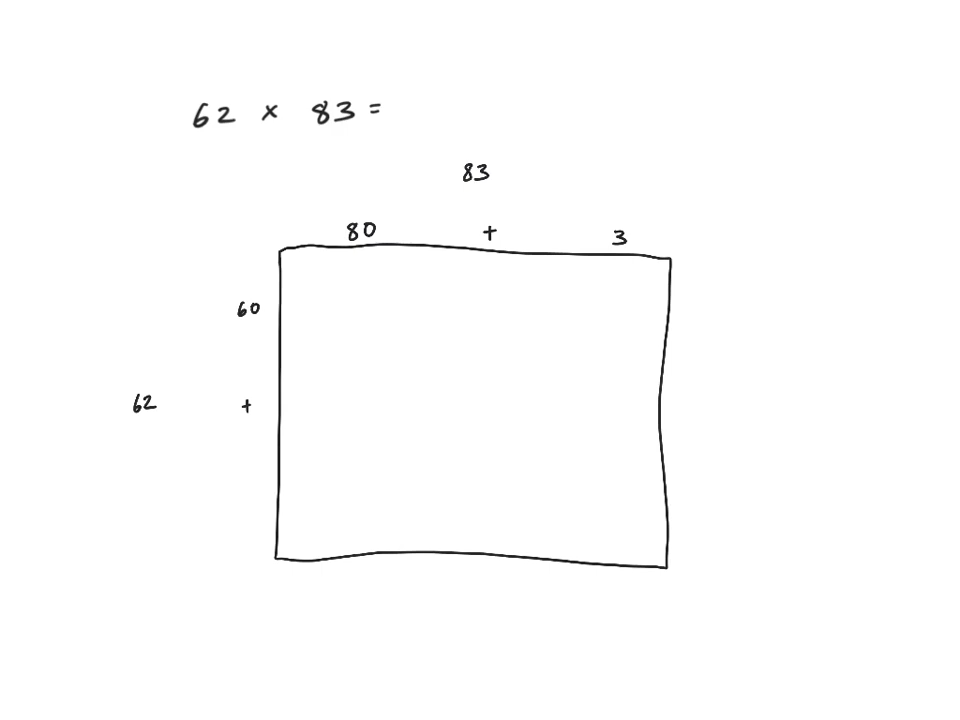 62 × 83 =
83
80 + 3
60
62 +